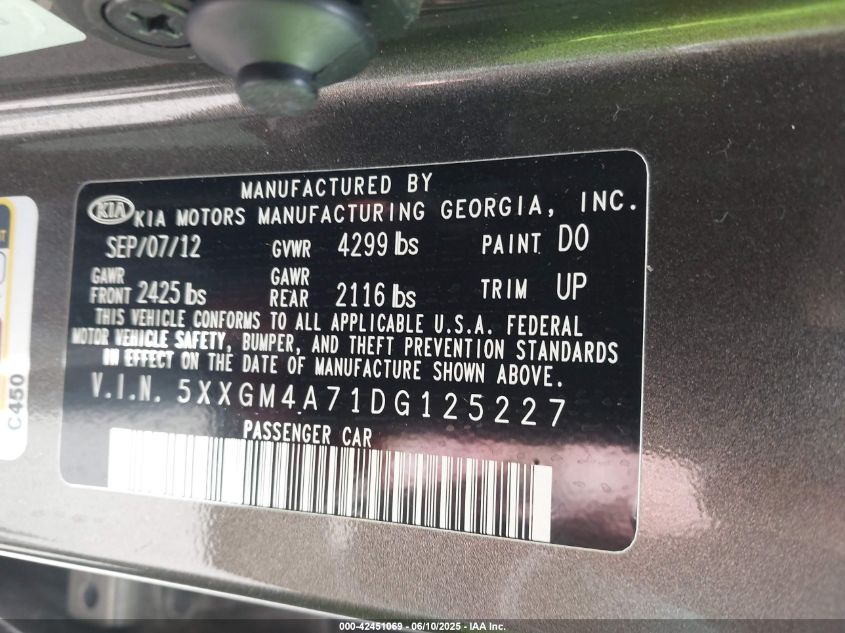 MANUFACTURED BY
KIA KIA MOTORS MANUFACTURING GEORGIA, INC.
SEP/07/12 GVWR 4299 lbs PAINT DO
GAWR FRONT 2425 lbs GAWR REAR 2116 lbs TRIM UP
THIS VEHICLE CONFORMS TO ALL APPLICABLE U.S.A. FEDERAL
MOTOR VEHICLE SAFETY, BUMPER, AND THEFT PREVENTION STANDARDS
IN EFFECT ON THE DATE OF MANUFACTURE SHOWN ABOVE.
V.I.N. 5XXGM4A71DG125227
PASSENGER CAR
C450
000-42451069 - 06/10/2025 - IAA Inc.